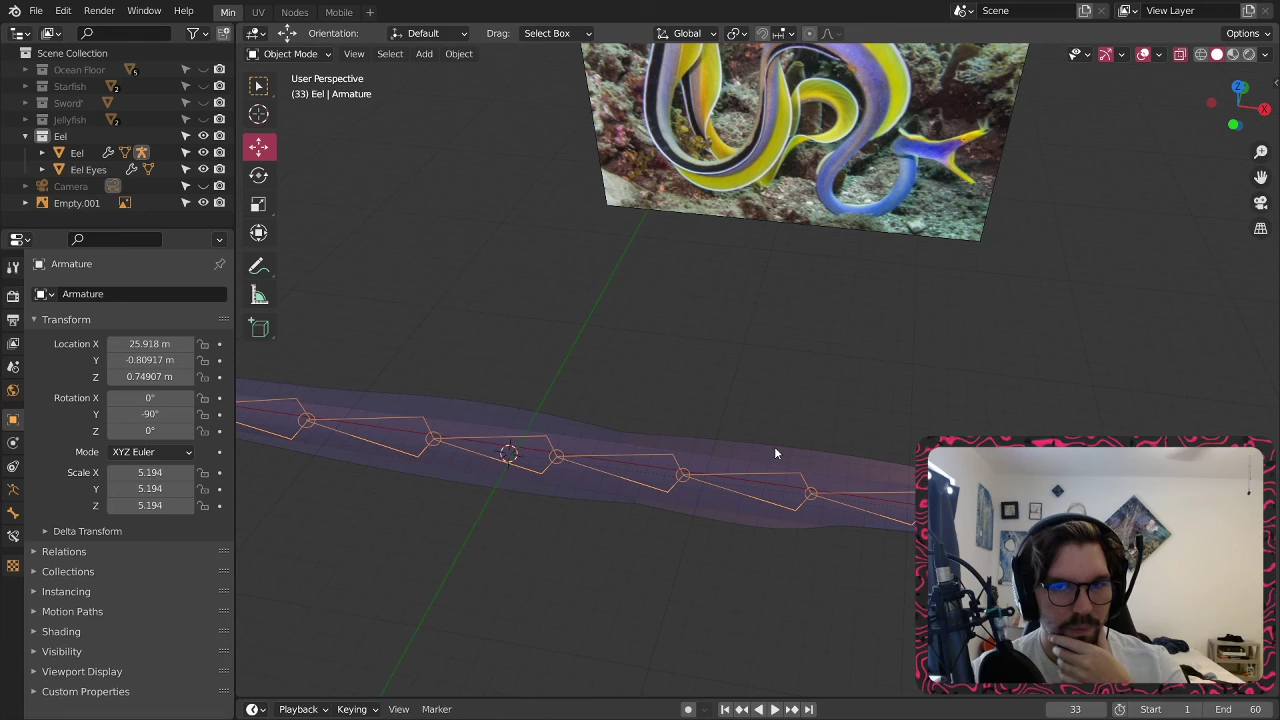 File Edit Render Window Help Min UV Nodes Mobile Scene View Layer
Orientation: Default Drag: Select Box Global Options
Object Mode View Select Add Object
Scene Collection
Ocean Floor 5
Starfish 2
Sword'
Jellyfish 2
Eel
Eel
Eel Eyes
Camera
Empty.001
User Perspective
(33) Eel | Armature
Z
X
Y
Armature
Armature
Transform
Location X 25.918 m
Y -0.80917 m
Z 0.74907 m
Rotation X 0°
Y -90°
Z 0°
Mode XYZ Euler
Scale X 5.194
Y 5.194
Z 5.194
Delta Transform
Relations
Collections
Instancing
Motion Paths
Shading
Visibility
Viewport Display
Custom Properties
Playback Keying View Marker 33 Start 1 End 60